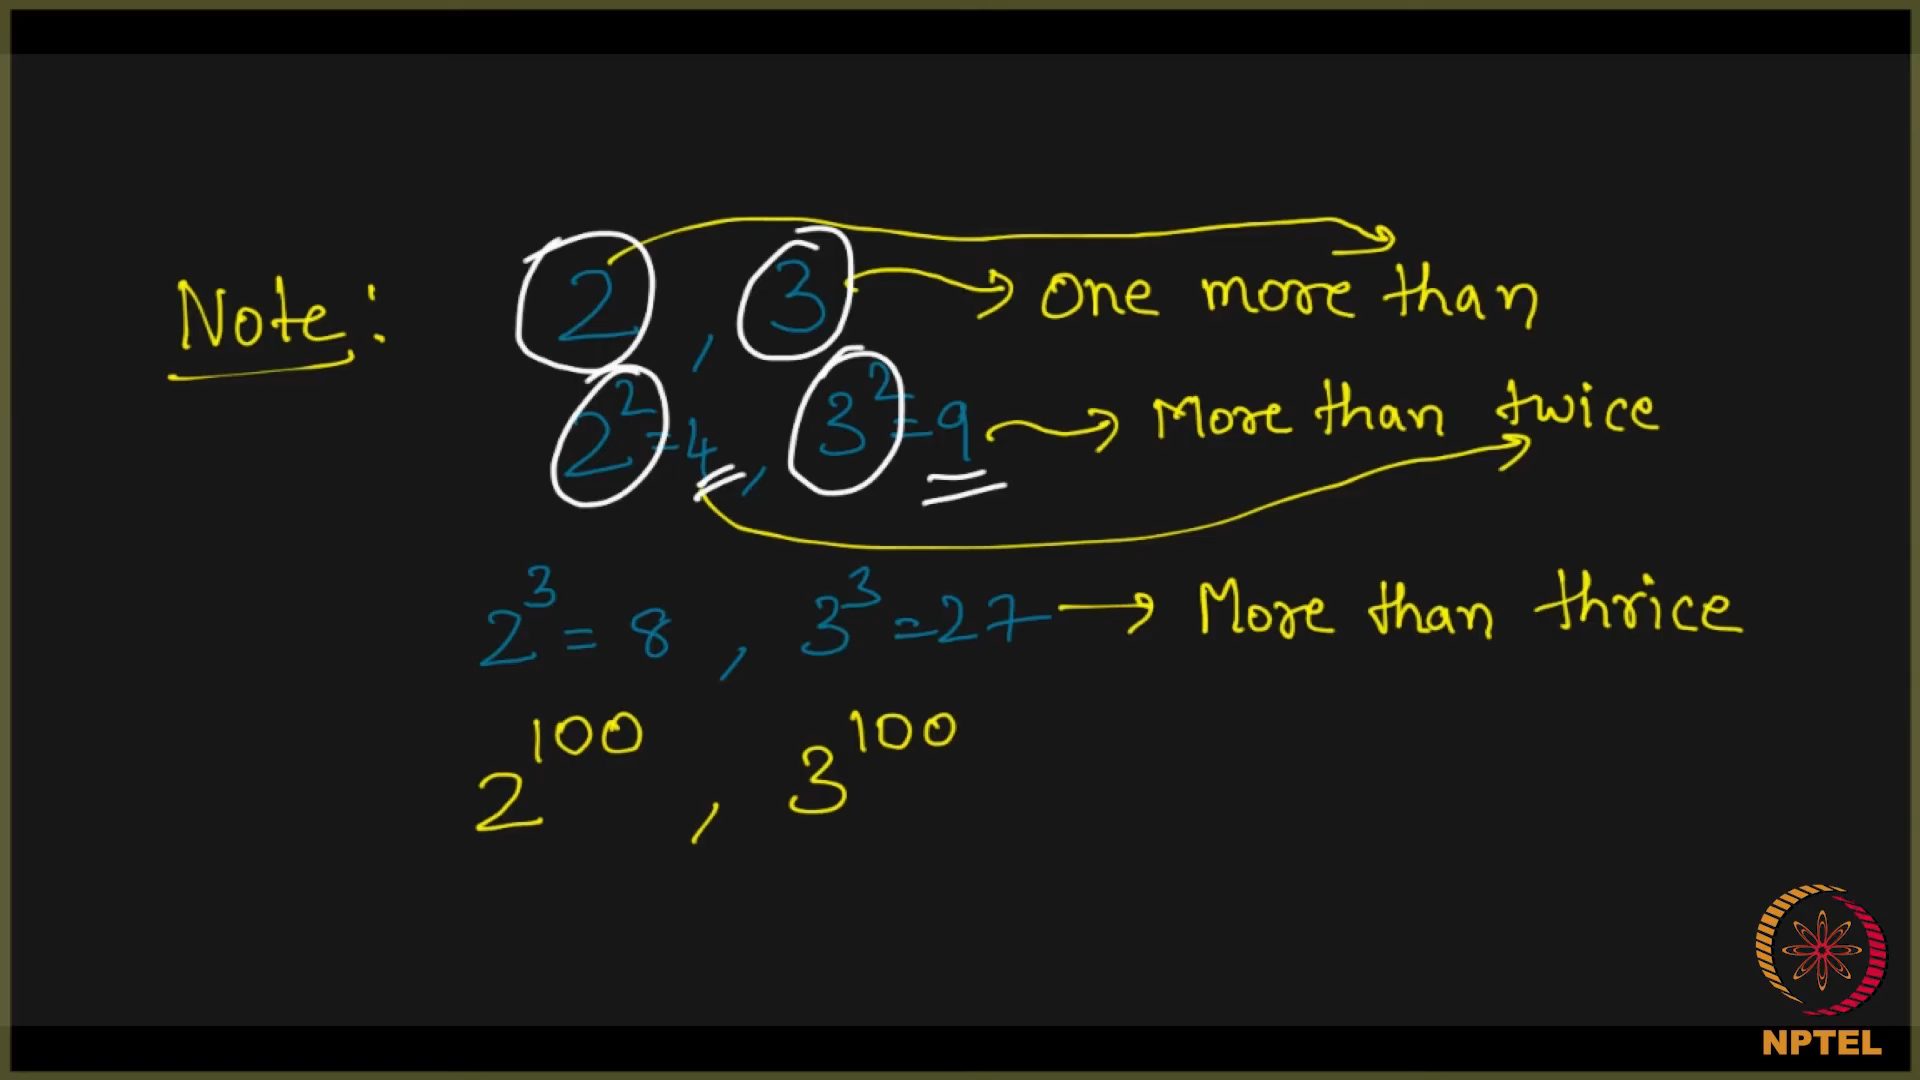 Note: 2 , 3 → One more than
2² = 4 , 3² = 9 → More than twice
2³ = 8 , 3³ = 27 → More than thrice
2¹⁰⁰ , 3¹⁰⁰
NPTEL